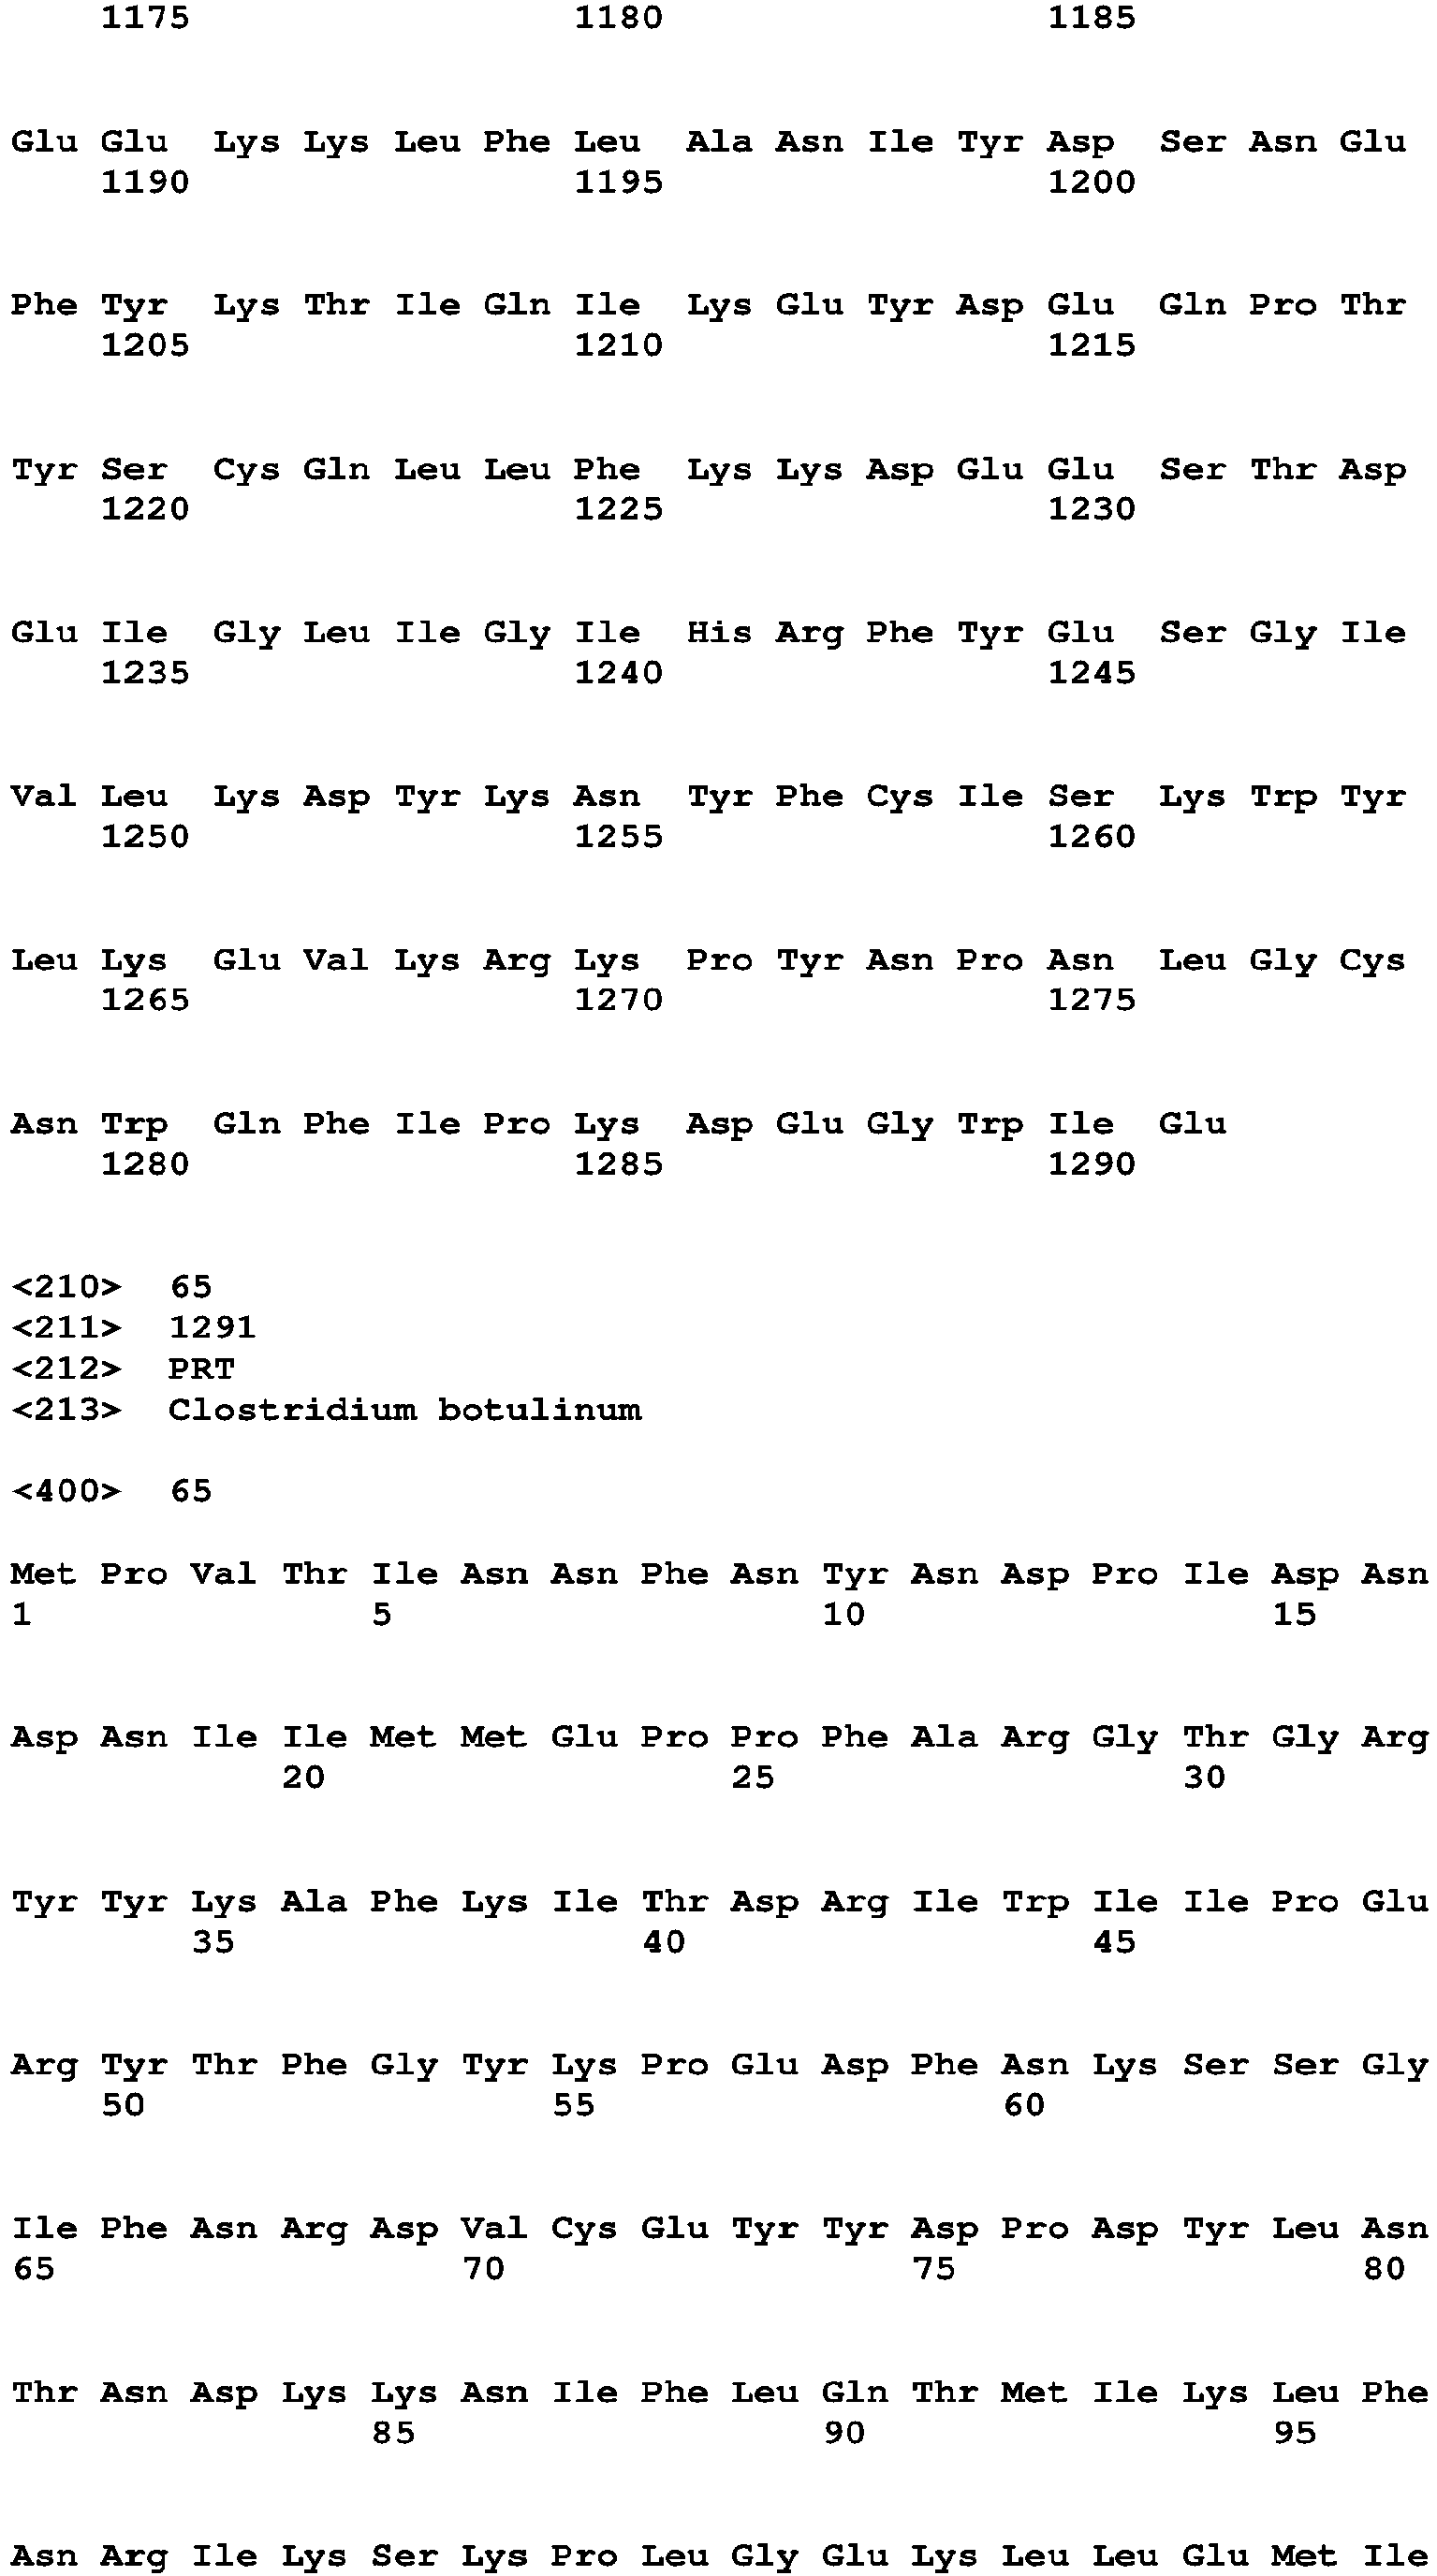 1175 1180 1185
Glu Glu Lys Lys Leu Phe Leu Ala Asn Ile Tyr Asp Ser Asn Glu
1190 1195 1200
Phe Tyr Lys Thr Ile Gln Ile Lys Glu Tyr Asp Glu Gln Pro Thr
1205 1210 1215
Tyr Ser Cys Gln Leu Leu Phe Lys Lys Asp Glu Glu Ser Thr Asp
1220 1225 1230
Glu Ile Gly Leu Ile Gly Ile His Arg Phe Tyr Glu Ser Gly Ile
1235 1240 1245
Val Leu Lys Asp Tyr Lys Asn Tyr Phe Cys Ile Ser Lys Trp Tyr
1250 1255 1260
Leu Lys Glu Val Lys Arg Lys Pro Tyr Asn Pro Asn Leu Gly Cys
1265 1270 1275
Asn Trp Gln Phe Ile Pro Lys Asp Glu Gly Trp Ile Glu
1280 1285 1290
<210> 65
<211> 1291
<212> PRT
<213> Clostridium botulinum
<400> 65
Met Pro Val Thr Ile Asn Asn Phe Asn Tyr Asn Asp Pro Ile Asp Asn
1 5 10 15
Asp Asn Ile Ile Met Met Glu Pro Pro Phe Ala Arg Gly Thr Gly Arg
20 25 30
Tyr Tyr Lys Ala Phe Lys Ile Thr Asp Arg Ile Trp Ile Ile Pro Glu
35 40 45
Arg Tyr Thr Phe Gly Tyr Lys Pro Glu Asp Phe Asn Lys Ser Ser Gly
50 55 60
Ile Phe Asn Arg Asp Val Cys Glu Tyr Tyr Asp Pro Asp Tyr Leu Asn
65 70 75 80
Thr Asn Asp Lys Lys Asn Ile Phe Leu Gln Thr Met Ile Lys Leu Phe
85 90 95
Asn Arg Ile Lys Ser Lys Pro Leu Gly Glu Lys Leu Leu Glu Met Ile